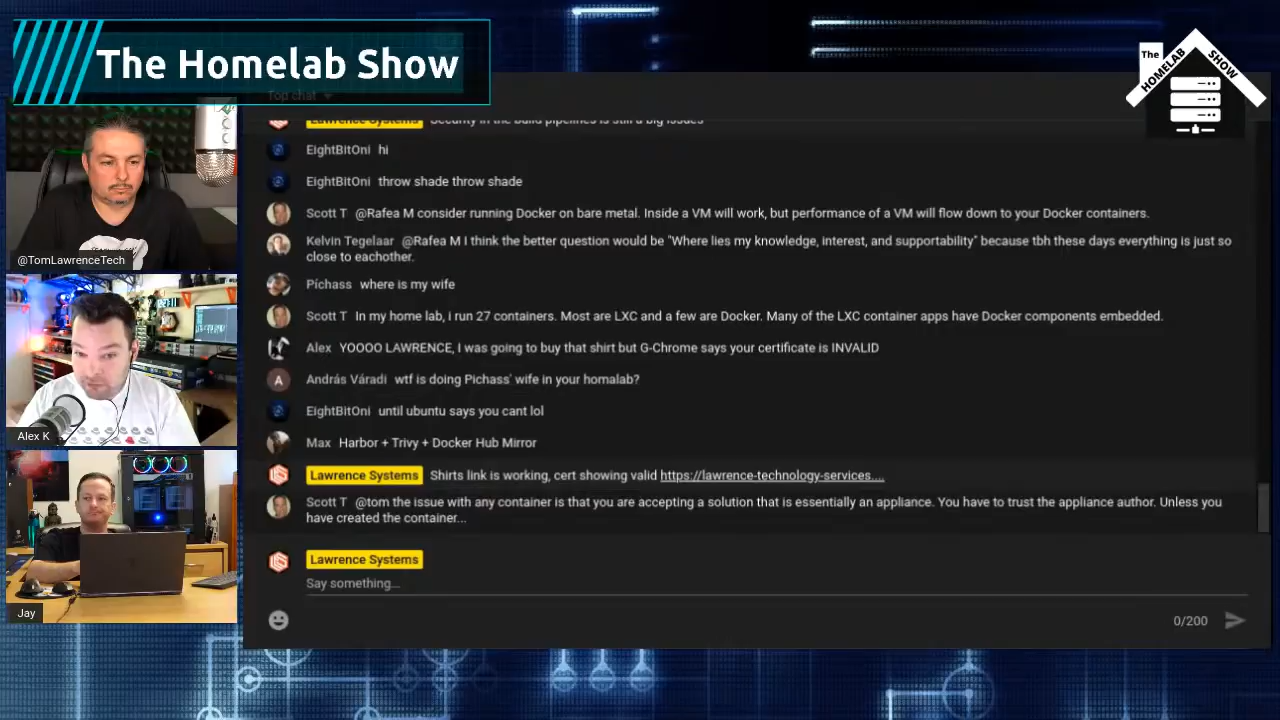 The Homelab Show
The
HOMELAB
SHOW
Top chat
Lawrence Systems Security in the build pipelines is still a big issues
EightBitOni hi
EightBitOni throw shade throw shade
Scott T @Rafea M consider running Docker on bare metal. Inside a VM will work, but performance of a VM will flow down to your Docker containers.
Kelvin Tegelaar @Rafea M I think the better question would be "Where lies my knowledge, interest, and supportability" because tbh these days everything is just so
close to eachother.
Pichass where is my wife
Scott T In my home lab, i run 27 containers. Most are LXC and a few are Docker. Many of the LXC container apps have Docker components embedded.
Alex YOOOO LAWRENCE, I was going to buy that shirt but G-Chrome says your certificate is INVALID
András Váradi wtf is doing Pichass' wife in your homalab?
A
EightBitOni until ubuntu says you cant lol
Max Harbor + Trivy + Docker Hub Mirror
Lawrence Systems Shirts link is working, cert showing valid https://lawrence-technology-services....
Scott T @tom the issue with any container is that you are accepting a solution that is essentially an appliance. You have to trust the appliance author. Unless you
have created the container...
Lawrence Systems
Say something...
0/200
@TomLawrenceTech
Alex K
Jay